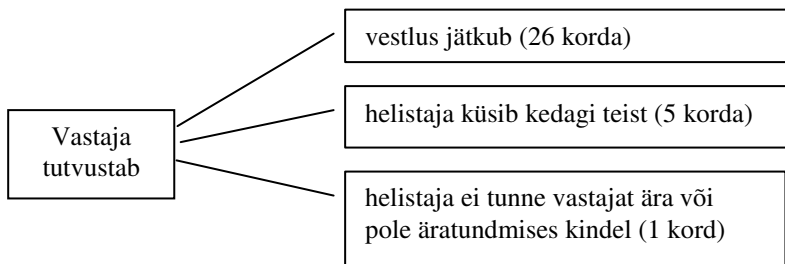 vestlus jätkub (26 korda)
helistaja küsib kedagi teist (5 korda)
Vastaja
tutvustab
helistaja ei tunne vastajat ära või
pole äratundmises kindel (1 kord)